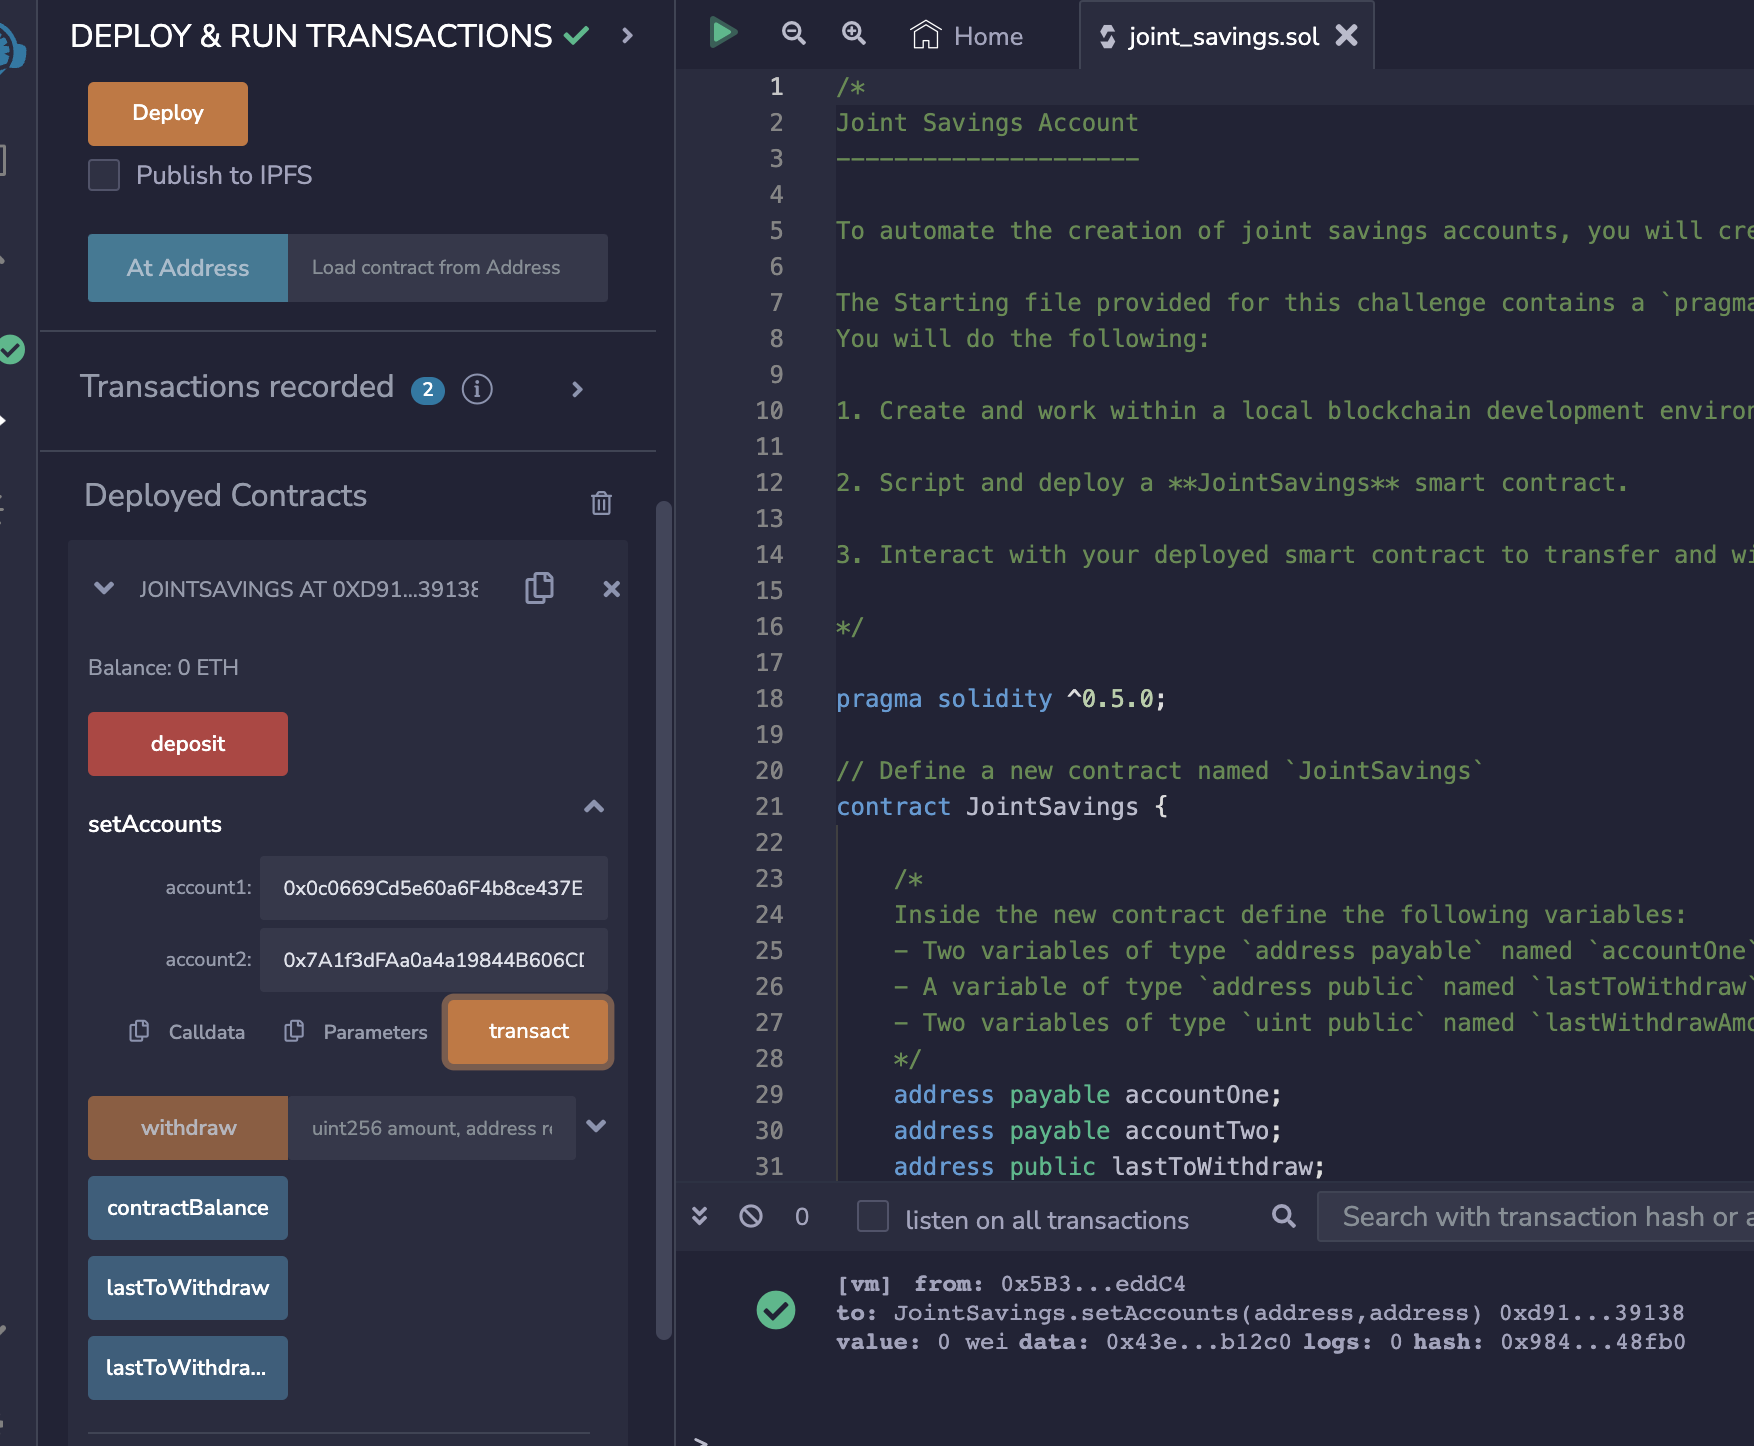 DEPLOY & RUN TRANSACTIONS
Deploy
Publish to IPFS
At Address
Load contract from Address
Transactions recorded 2 i
Deployed Contracts
JOINTSAVINGS AT 0XD91...39138
Balance: 0 ETH
deposit
setAccounts
account1: 0x0c0669Cd5e60a6F4b8ce437E
account2: 0x7A1f3dFAa0a4a19844B606CD
Calldata
Parameters
transact
withdraw
uint256 amount, address re
contractBalance
lastToWithdraw
lastToWithdra...
Home
joint_savings.sol
1 /*
2 Joint Savings Account
3 ---------------------
4
5 To automate the creation of joint savings accounts, you will cre
6
7 The Starting file provided for this challenge contains a `pragma
8 You will do the following:
9
10 1. Create and work within a local blockchain development environ
11
12 2. Script and deploy a **JointSavings** smart contract.
13
14 3. Interact with your deployed smart contract to transfer and wi
15
16 */
17
18 pragma solidity ^0.5.0;
19
20 // Define a new contract named `JointSavings`
21 contract JointSavings {
22
23 /*
24 Inside the new contract define the following variables:
25 - Two variables of type `address payable` named `accountOne`
26 - A variable of type `address public` named `lastToWithdraw`
27 - Two variables of type `uint public` named `lastWithdrawAmo
28 */
29 address payable accountOne;
30 address payable accountTwo;
31 address public lastToWithdraw;
0
listen on all transactions
Search with transaction hash or a
[vm] from: 0x5B3...eddC4
to: JointSavings.setAccounts(address,address) 0xd91...39138
value: 0 wei data: 0x43e...b12c0 logs: 0 hash: 0x984...48fb0
>